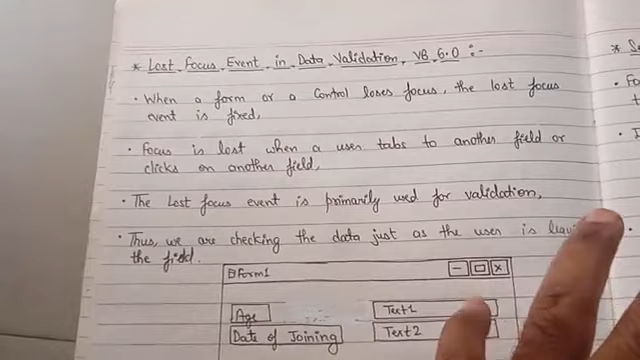 * Lost Focus Event in Data Validation, VB 6.0 :-
• When a form or a control loses focus, the lost focus
event is fixed,
• Focus is lost when a user tabs to another field or
clicks on another field,
• The Lost focus event is primarily used for validation,
• Thus, we are checking the data just as the user is
the field.
Form1
Age
Text1
Date of Joining
Text2
*
•
•